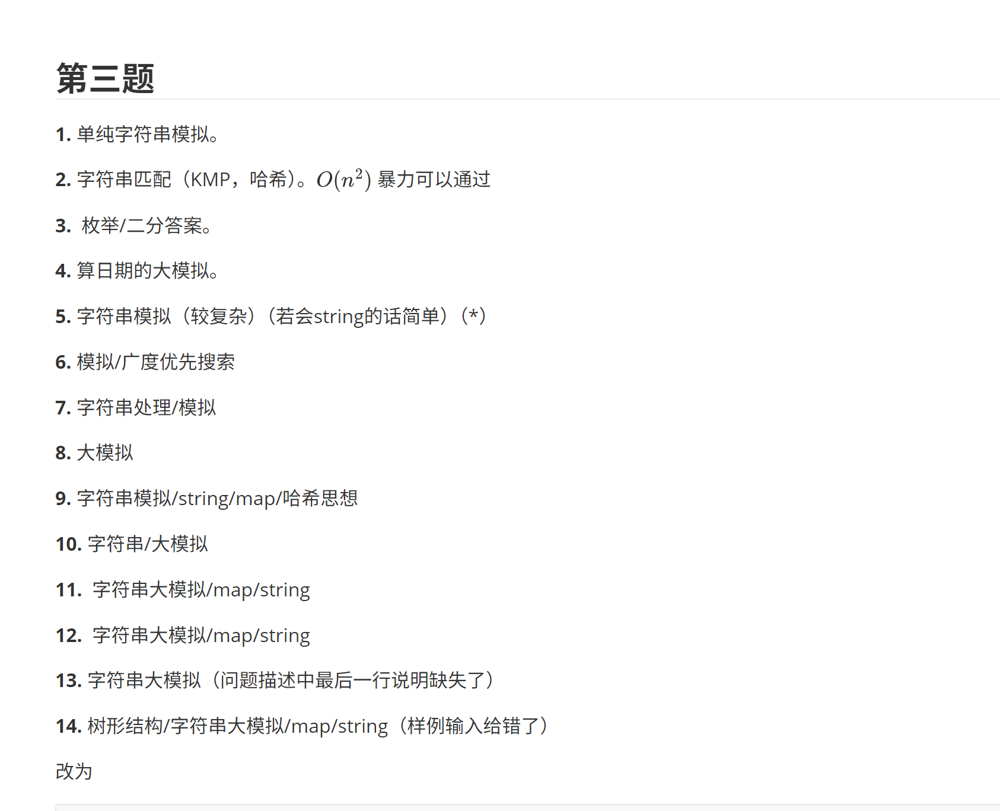 第三题
1. 单纯字符串模拟。
2. 字符串匹配（KMP，哈希）。O(n²) 暴力可以通过
3. 枚举/二分答案。
4. 算日期的大模拟。
5. 字符串模拟（较复杂）（若会string的话简单）（*）
6. 模拟/广度优先搜索
7. 字符串处理/模拟
8. 大模拟
9. 字符串模拟/string/map/哈希思想
10. 字符串/大模拟
11. 字符串大模拟/map/string
12. 字符串大模拟/map/string
13. 字符串大模拟（问题描述中最后一行说明缺失了）
14. 树形结构/字符串大模拟/map/string（样例输入给错了）
改为